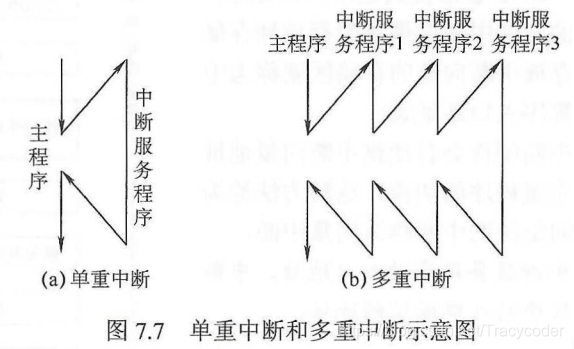 中断服 中断服 中断服
主程序 务程序1 务程序2 务程序3
主程序
中断服务程序
(a) 单重中断
(b) 多重中断
图 7.7 单重中断和多重中断示意图